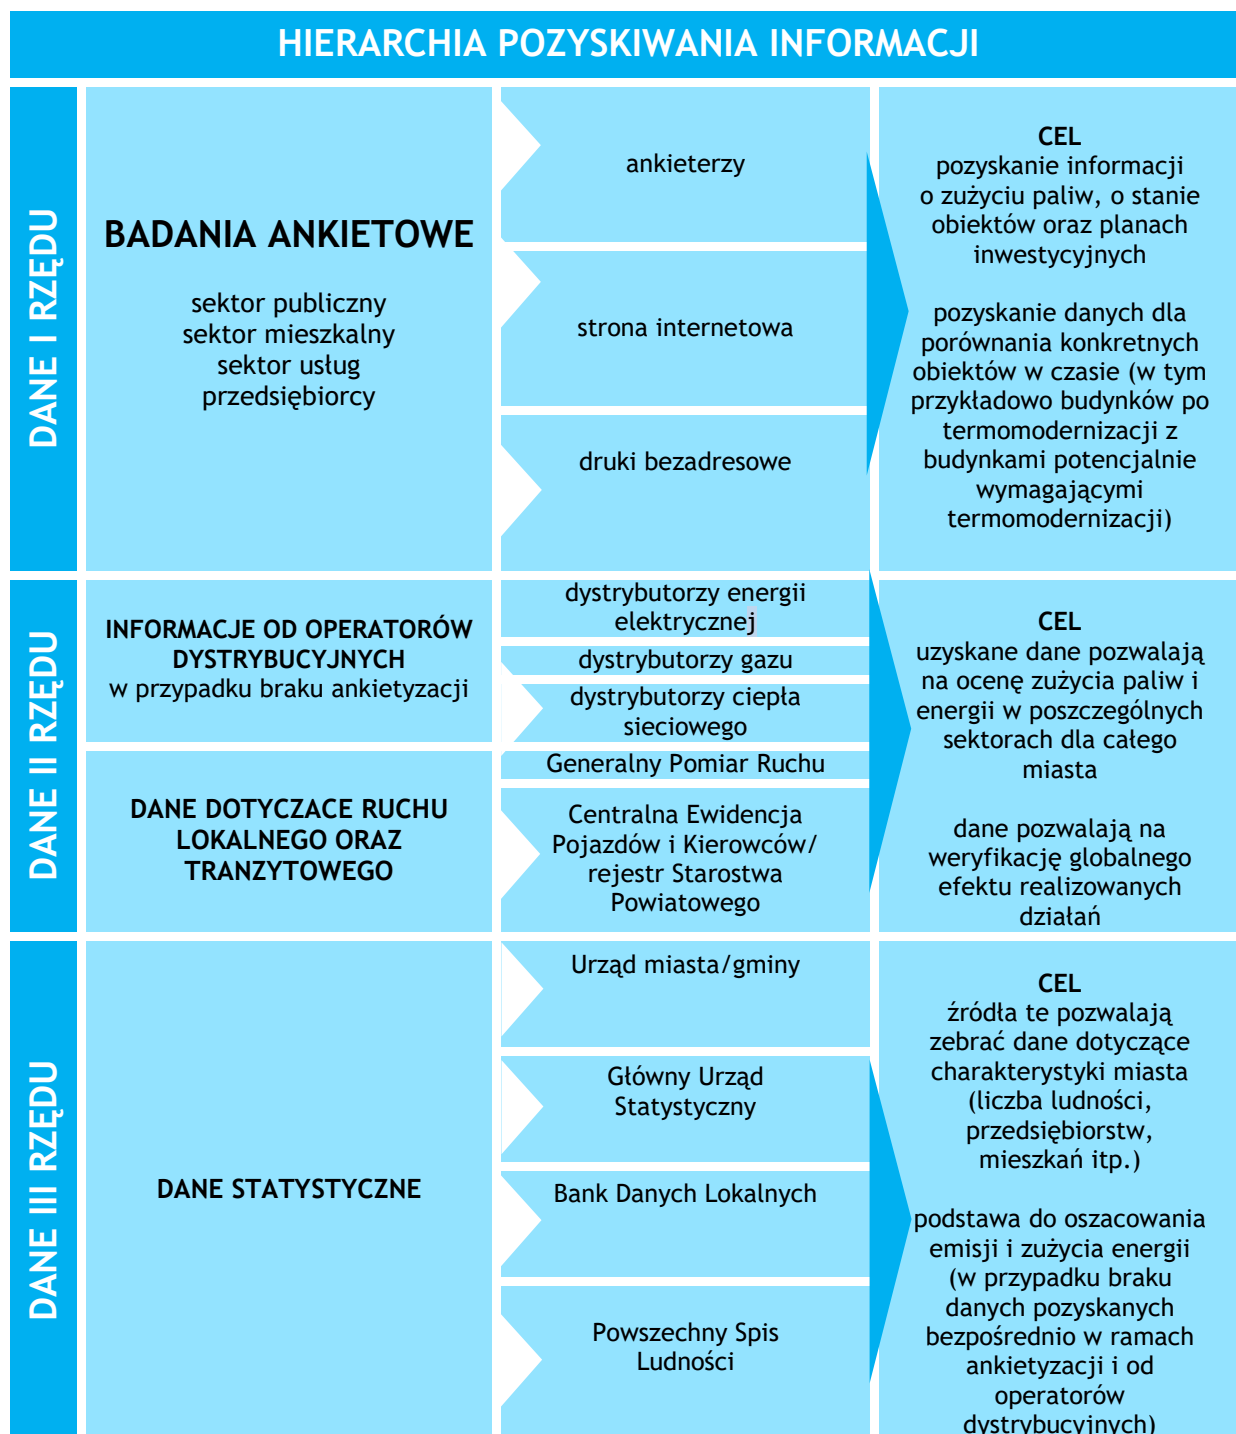 HIERARCHIA POZYSKIWANIA INFORMACJI
DANE I RZĘDU
BADANIA ANKIETOWE
sektor publiczny
sektor mieszkalny
sektor usług
przedsiębiorcy
ankieterzy
strona internetowa
druki bezadresowe
CEL
pozyskanie informacji
o zużyciu paliw, o stanie
obiektów oraz planach
inwestycyjnych
pozyskanie danych dla
porównania konkretnych
obiektów w czasie (w tym
przykładowo budynków po
termomodernizacji z
budynkami potencjalnie
wymagającymi
termomodernizacji)
DANE II RZĘDU
INFORMACJE OD OPERATORÓW
DYSTRYBUCYJNYCH
w przypadku braku ankietyzacji
dystrybutorzy energii
elektrycznej
dystrybutorzy gazu
dystrybutorzy ciepła
sieciowego
DANE DOTYCZACE RUCHU
LOKALNEGO ORAZ
TRANZYTOWEGO
Generalny Pomiar Ruchu
Centralna Ewidencja
Pojazdów i Kierowców/
rejestr Starostwa
Powiatowego
CEL
uzyskane dane pozwalają
na ocenę zużycia paliw i
energii w poszczególnych
sektorach dla całego
miasta
dane pozwalają na
weryfikację globalnego
efektu realizowanych
działań
DANE III RZĘDU
DANE STATYSTYCZNE
Urząd miasta/gminy
Główny Urząd
Statystyczny
Bank Danych Lokalnych
Powszechny Spis
Ludności
CEL
źródła te pozwalają
zebrać dane dotyczące
charakterystyki miasta
(liczba ludności,
przedsiębiorstw,
mieszkań itp.)
podstawa do oszacowania
emisji i zużycia energii
(w przypadku braku
danych pozyskanych
bezpośrednio w ramach
ankietyzacji i od
operatorów
dystrybucyjnych)